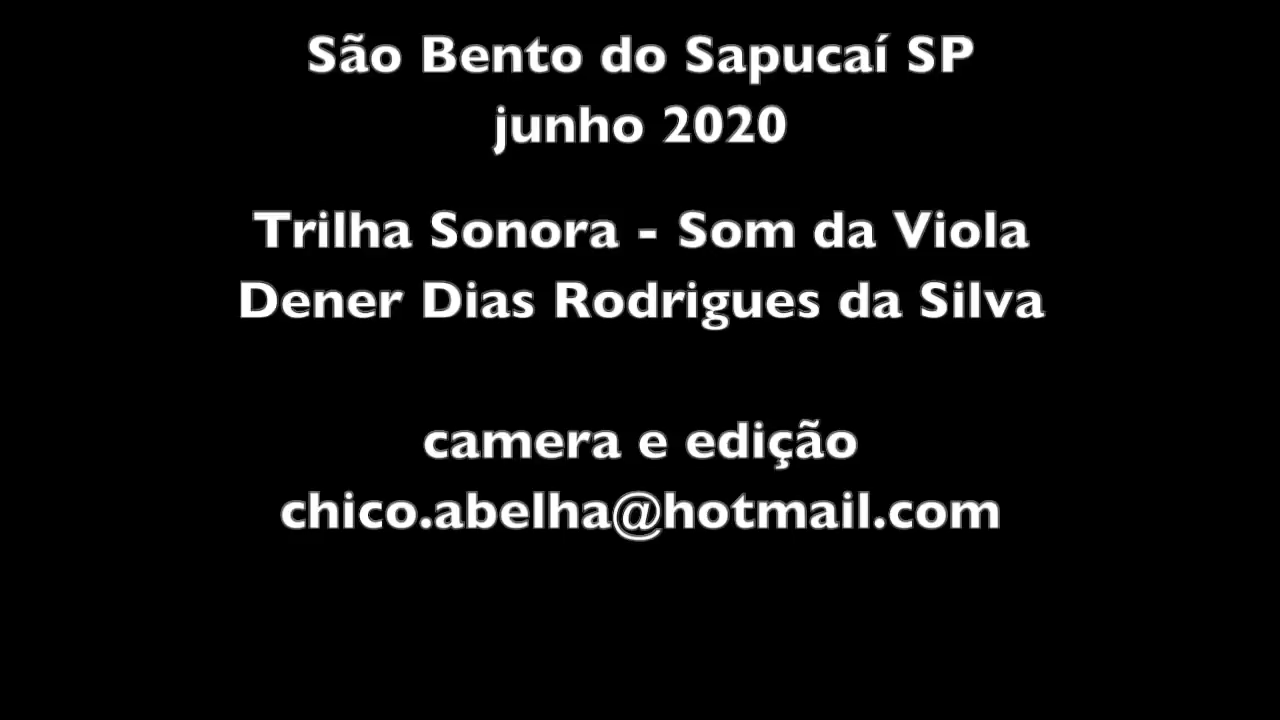 São Bento do Sapucaí SP
junho 2020
Trilha Sonora - Som da Viola
Dener Dias Rodrigues da Silva
camera e edição
chico.abelha@hotmail.com